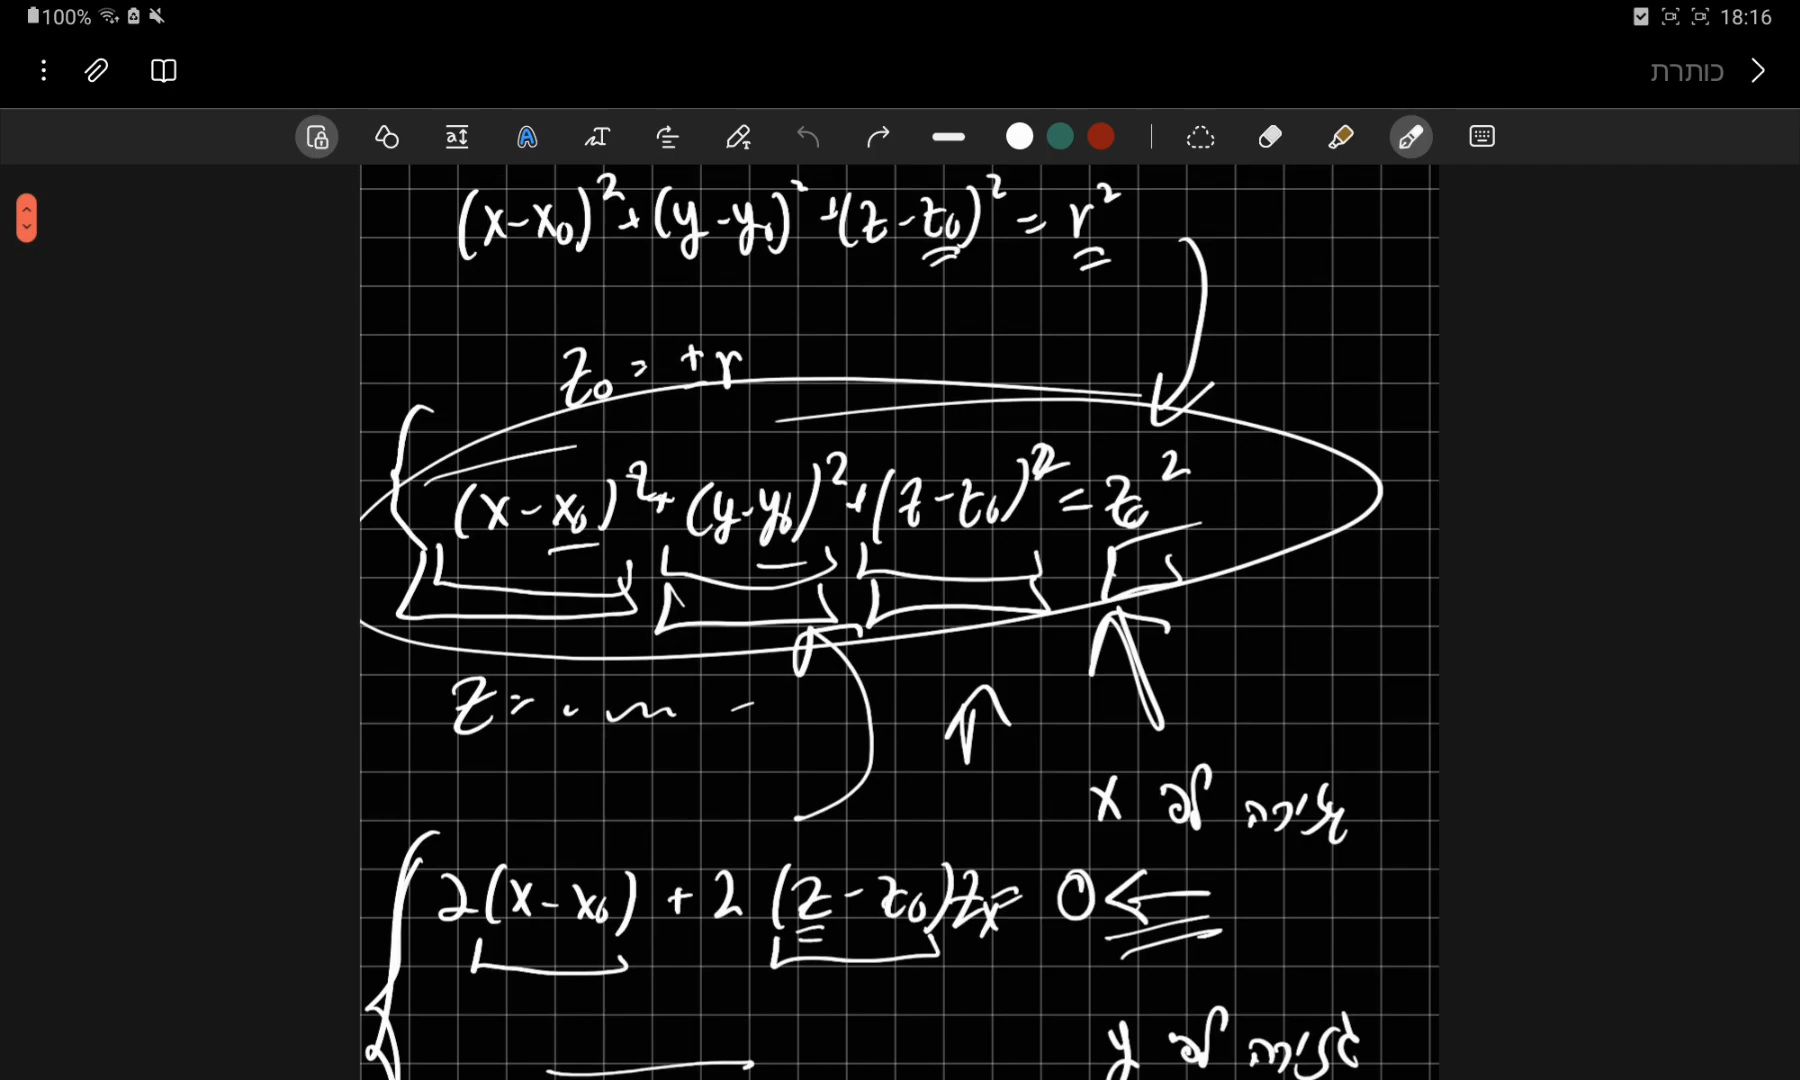 100%
18:16
כותרת
(x-x₀)²+(y-y₀)²+(z-z₀)²=r²
z₀=±r
(x-x₀)²+(y-y₀)²+(z-z₀)²=z₀²
z=
גזירה לפי x
2(x-x₀)+2(z-z₀)zₓ=0
גזירה לפי y